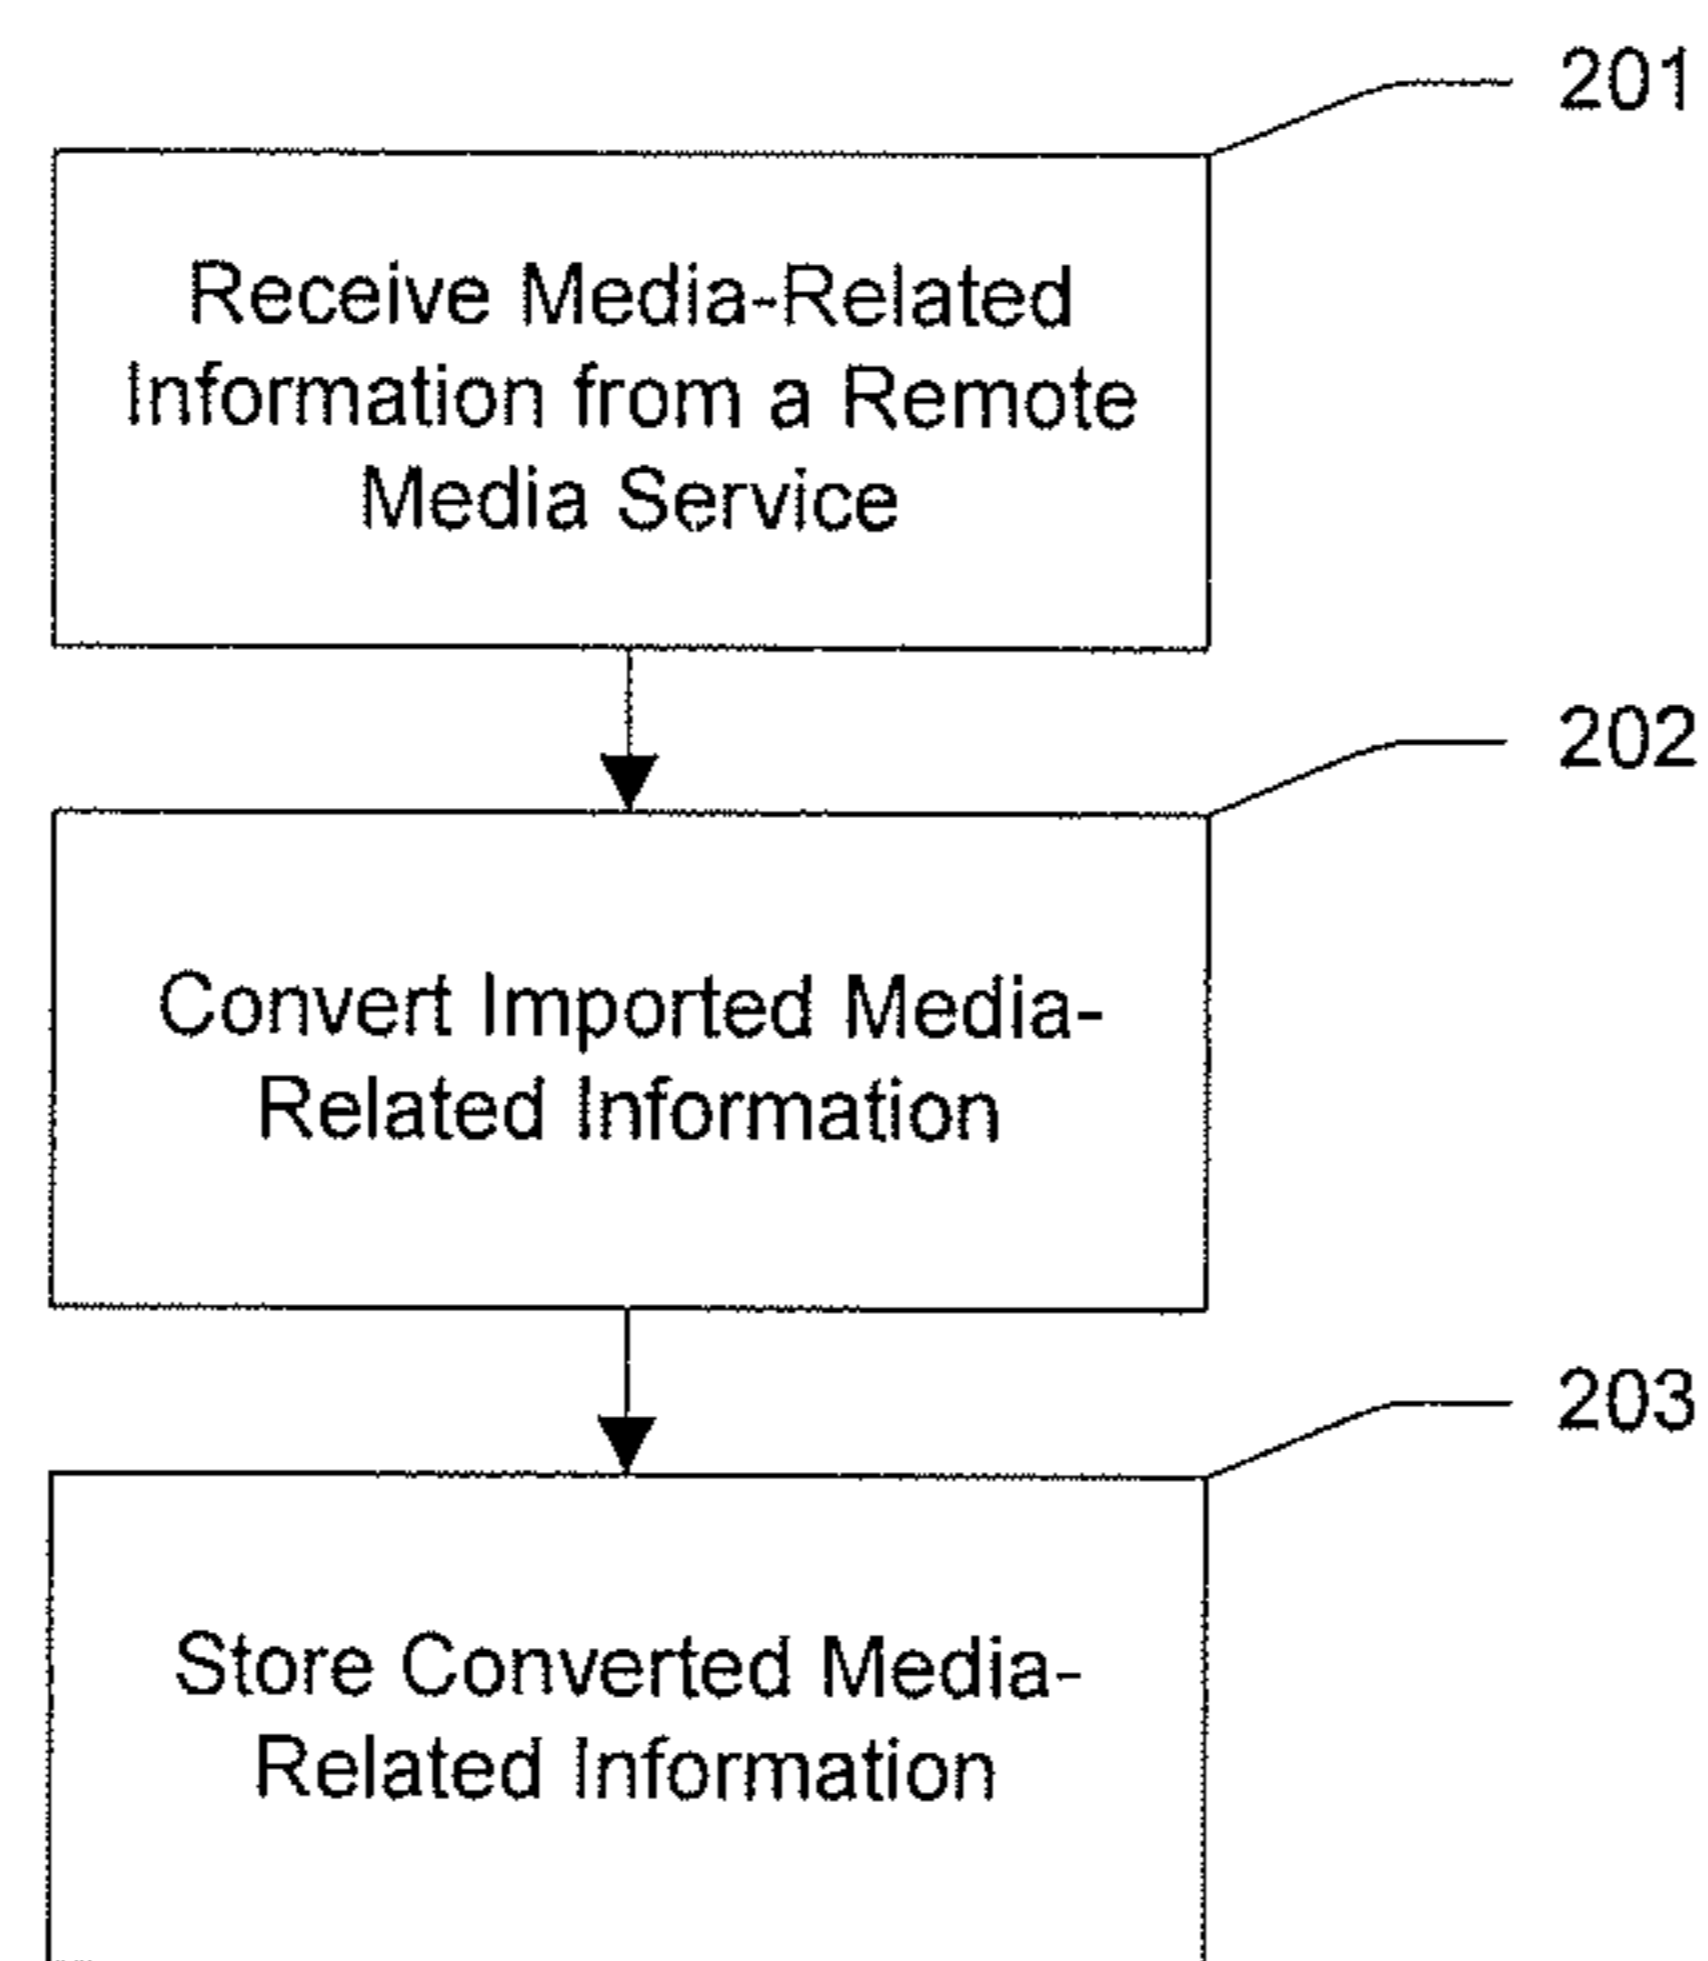 201
Receive Media-Related
Information from a Remote
Media Service
202
Convert Imported Media-
Related Information
203
Store Converted Media-
Related Information